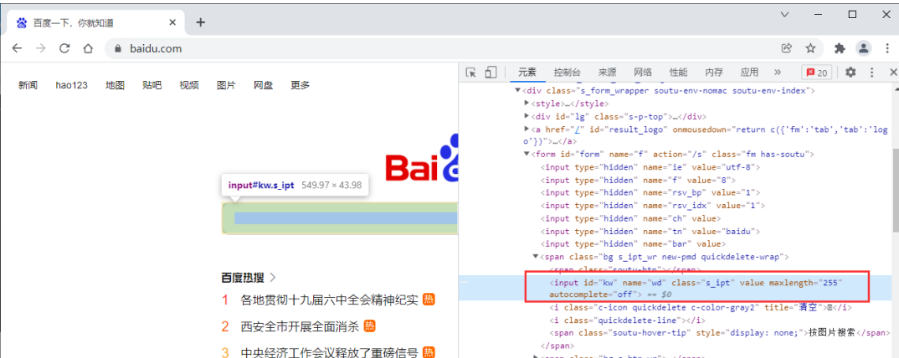 百度一下，你就知道
baidu.com
新闻 hao123 地图 贴吧 视频 图片 网盘 更多
元素 控制台 来源 网络 性能 内存 应用 » 20
Bai
input#kw.s_ipt 549.97 × 43.98
百度热搜
1 各地贯彻十九届六中全会精神纪实 热
2 西安全市开展全面消杀 热
3 中央经济工作会议释放了重磅信号 热
<div class="s_form_wrapper soutu-env-nomac soutu-env-index">
<style>…</style>
<div id="lg" class="s-p-top">…</div>
<a href="/" id="result_logo" onmousedown="return c({'fm':'tab','tab':'log
o'})">…</a>
<form id="form" name="f" action="/s" class="fm has-soutu">
<input type="hidden" name="ie" value="utf-8">
<input type="hidden" name="f" value="8">
<input type="hidden" name="rsv_bp" value="1">
<input type="hidden" name="rsv_idx" value="1">
<input type="hidden" name="ch" value>
<input type="hidden" name="tn" value="baidu">
<input type="hidden" name="bar" value>
<span class="bg s_ipt_wr new-pmd quickdelete-wrap">
<span class="soutu-btn"></span>
<input id="kw" name="wd" class="s_ipt" value maxlength="255"
autocomplete="off"> == $0
<i class="c-icon quickdelete c-color-gray2" title="清空"></i>
<i class="quickdelete-line"></i>
<span class="soutu-hover-tip" style="display: none;">按图片搜索</span>
</span>